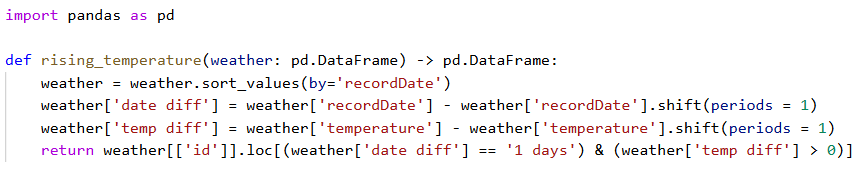 import pandas as pd
def rising_temperature(weather: pd.DataFrame) -> pd.DataFrame:
    weather = weather.sort_values(by='recordDate')
    weather['date diff'] = weather['recordDate'] - weather['recordDate'].shift(periods = 1)
    weather['temp diff'] = weather['temperature'] - weather['temperature'].shift(periods = 1)
    return weather[['id']].loc[(weather['date diff'] == '1 days') & (weather['temp diff'] > 0)]